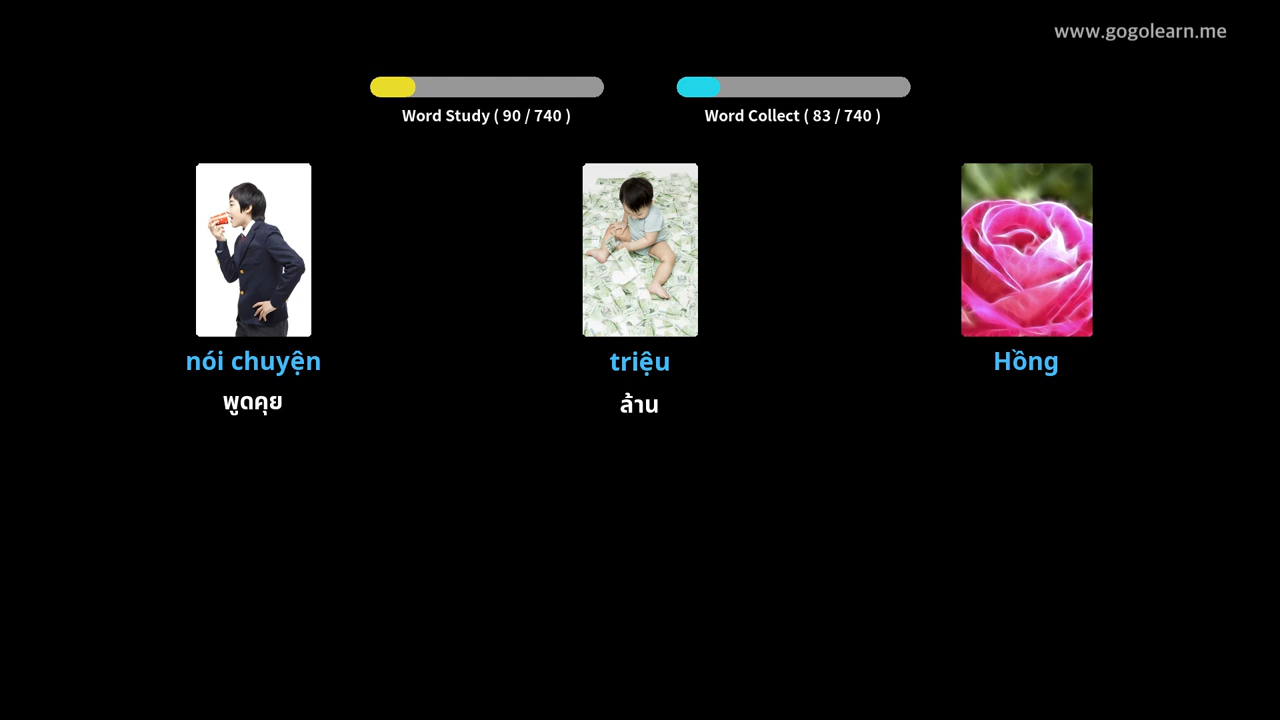 www.gogolearn.me
Word Study ( 90 / 740 )
Word Collect ( 83 / 740 )
nói chuyện
พูดคุย
triệu
ล้าน
Hồng